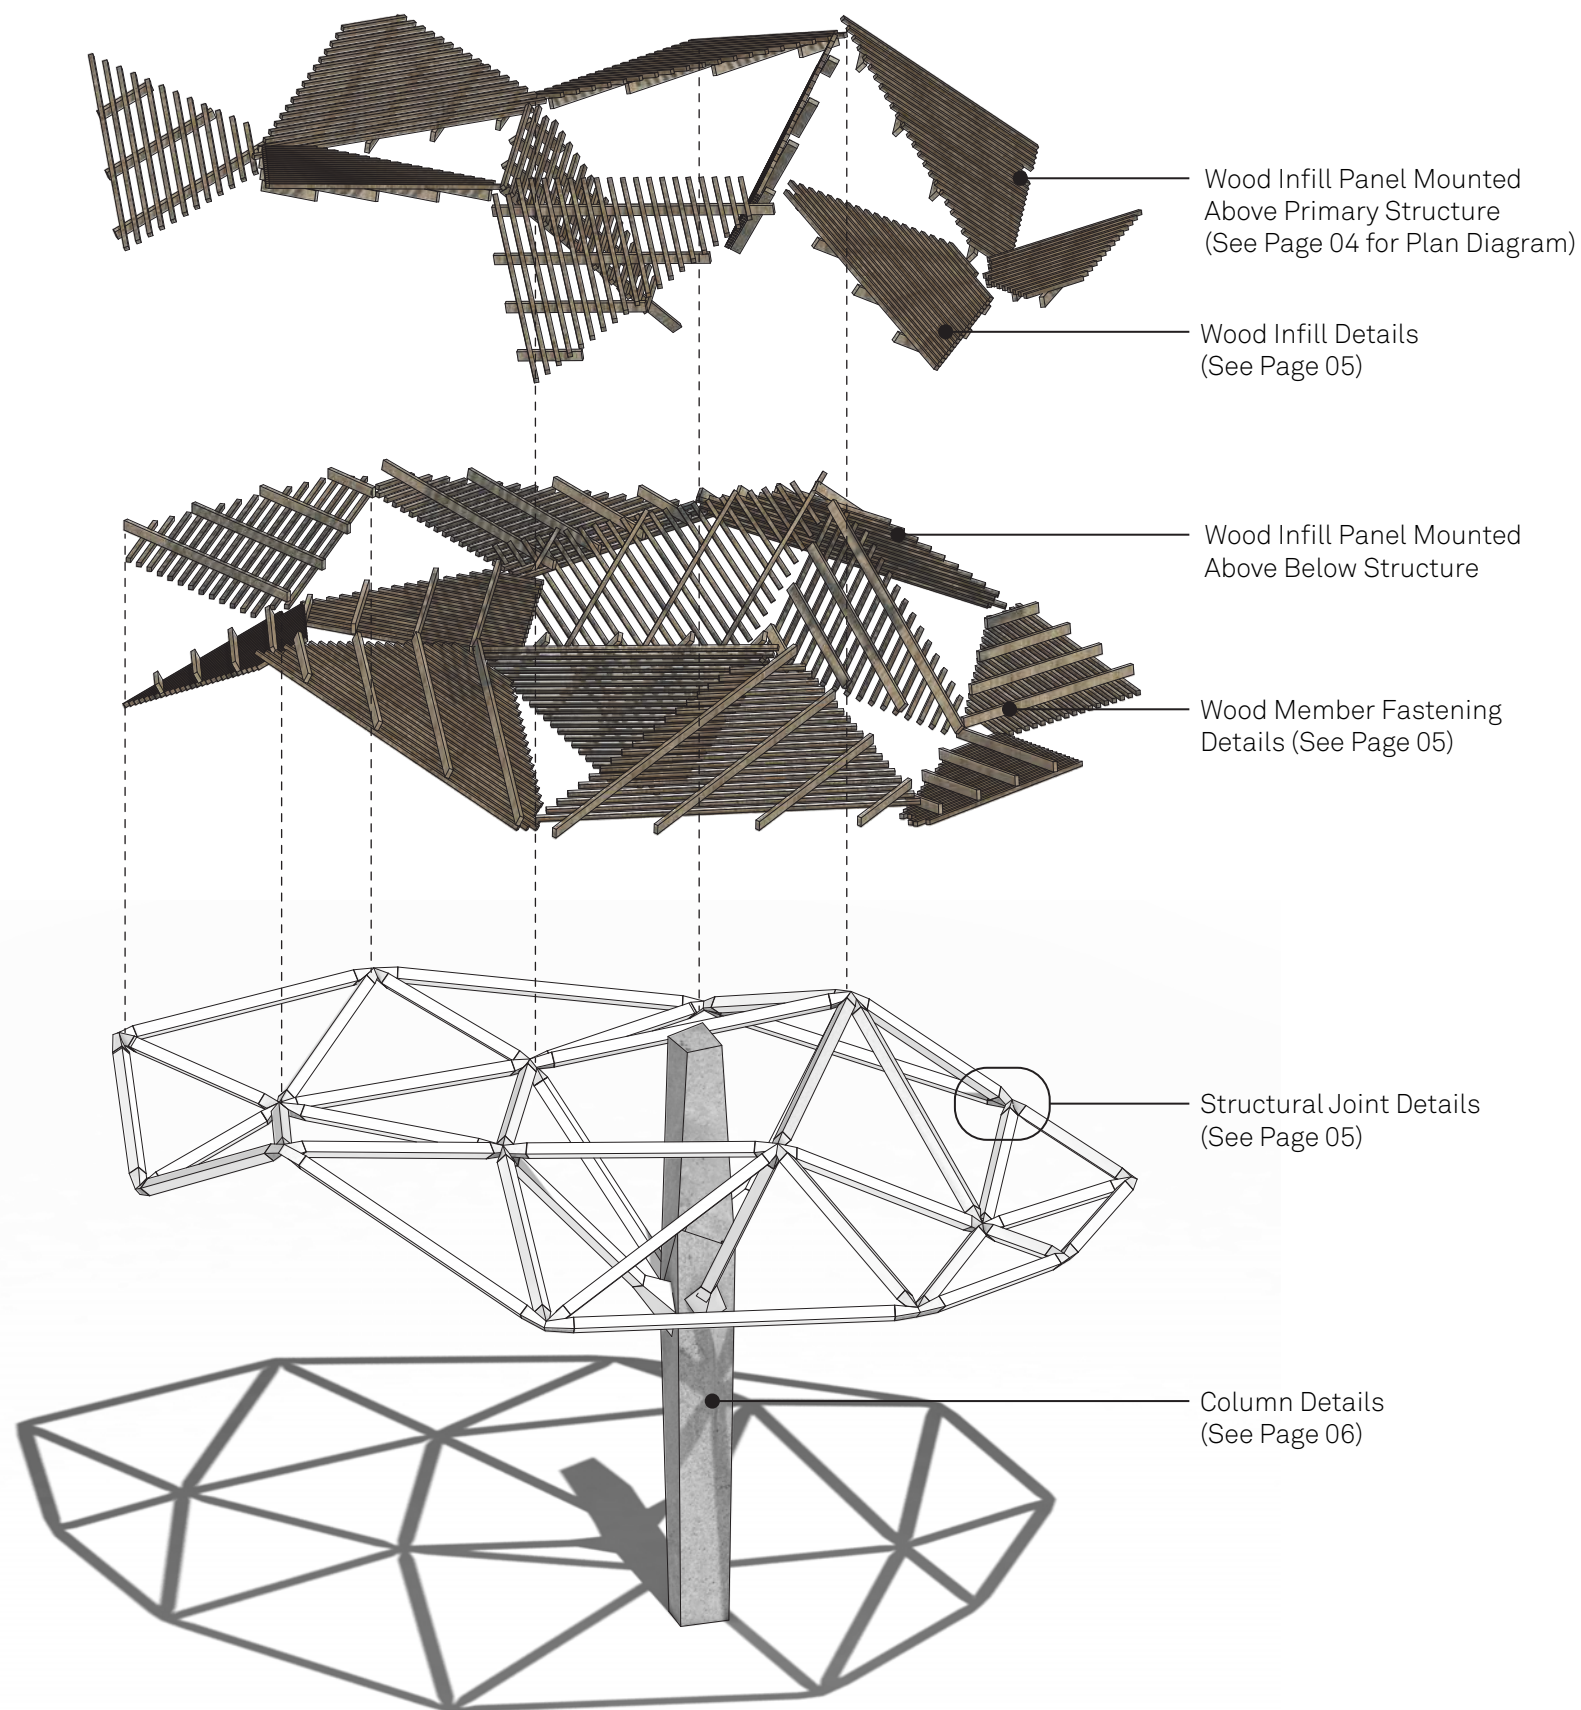 Wood Infill Panel Mounted
Above Primary Structure
(See Page 04 for Plan Diagram)
Wood Infill Details
(See Page 05)
Wood Infill Panel Mounted
Above Below Structure
Wood Member Fastening
Details (See Page 05)
Structural Joint Details
(See Page 05)
Column Details
(See Page 06)